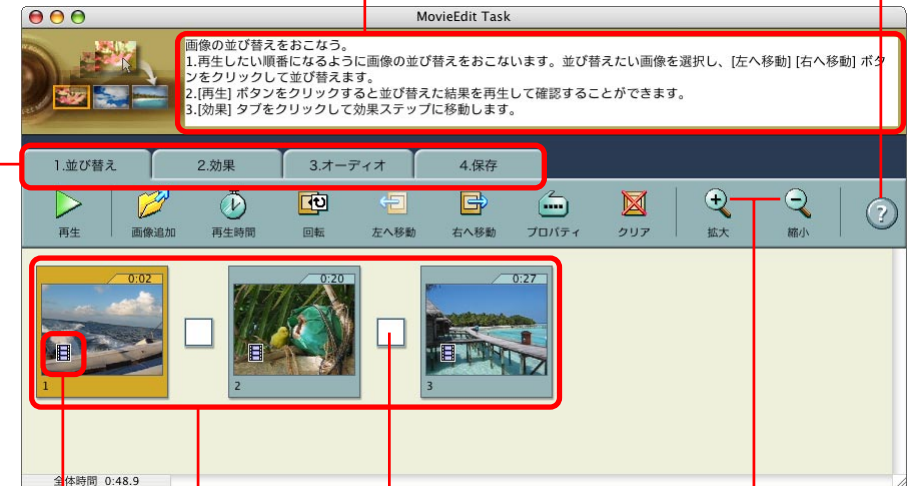 MovieEdit Task
画像の並び替えをおこなう。
1.再生したい順番になるように画像の並び替えをおこないます。並び替えたい画像を選択し、[左へ移動] [右へ移動] ボタ
ンをクリックして並び替えます。
2.[再生] ボタンをクリックすると並び替えた結果を再生して確認することができます。
3.[効果] タブをクリックして効果ステップに移動します。
1.並び替え 2.効果 3.オーディオ 4.保存
再生 画像追加 再生時間 回転 左へ移動 右へ移動 プロパティ クリア 拡大 縮小 ?
0:02 0:20 0:27
1 2 3
全体時間 0:48.9